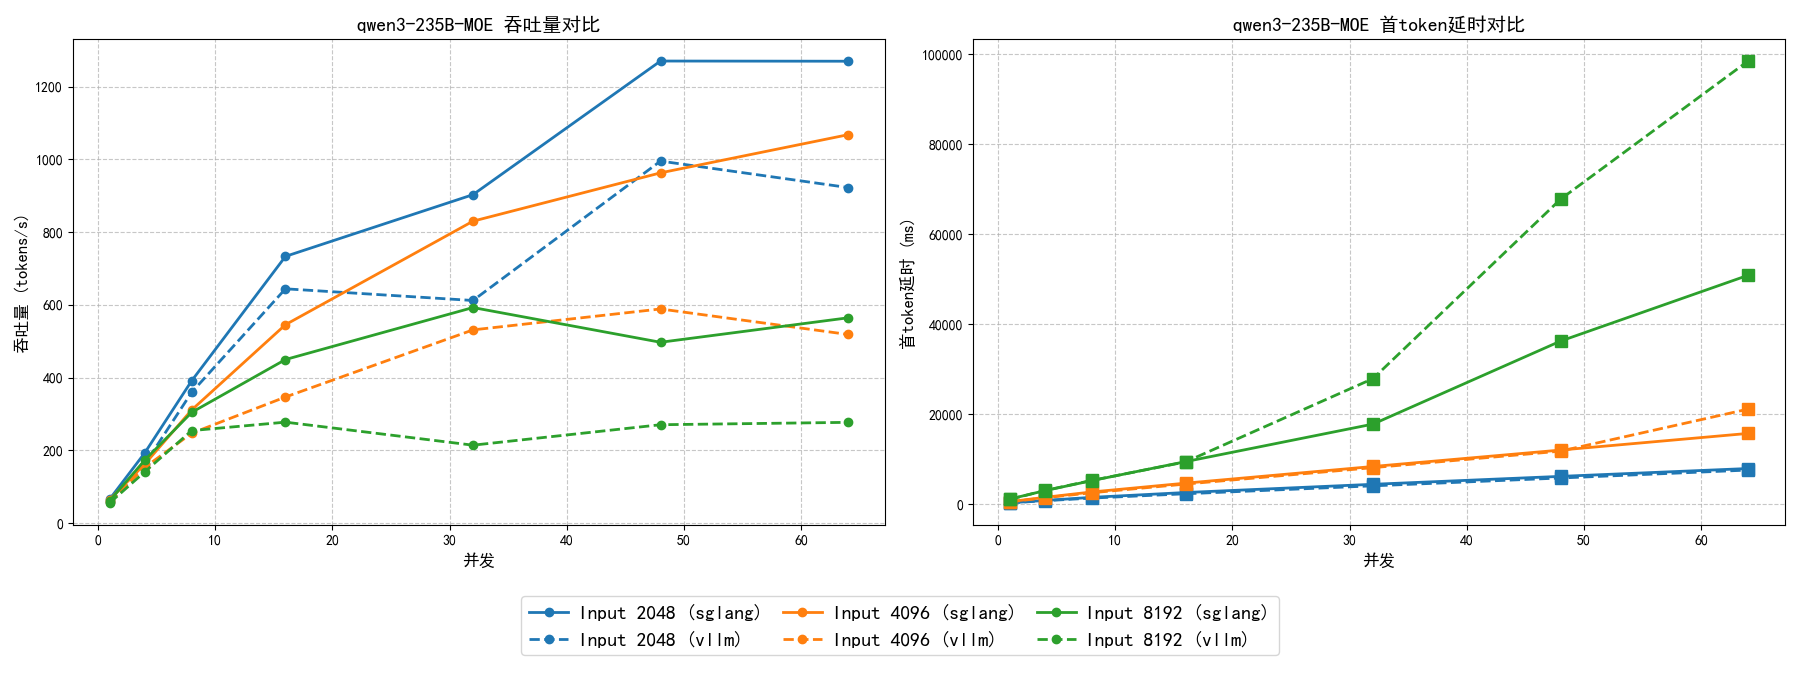 qwen3-235B-MOE 吞吐量对比
吞吐量 (tokens/s)
1200
1000
800
600
400
200
0
0 10 20 30 40 50 60
并发
qwen3-235B-MOE 首token延时对比
首token延时 (ms)
100000
80000
60000
40000
20000
0
0 10 20 30 40 50 60
并发
Input 2048 (sglang) Input 4096 (sglang) Input 8192 (sglang)
Input 2048 (vllm) Input 4096 (vllm) Input 8192 (vllm)